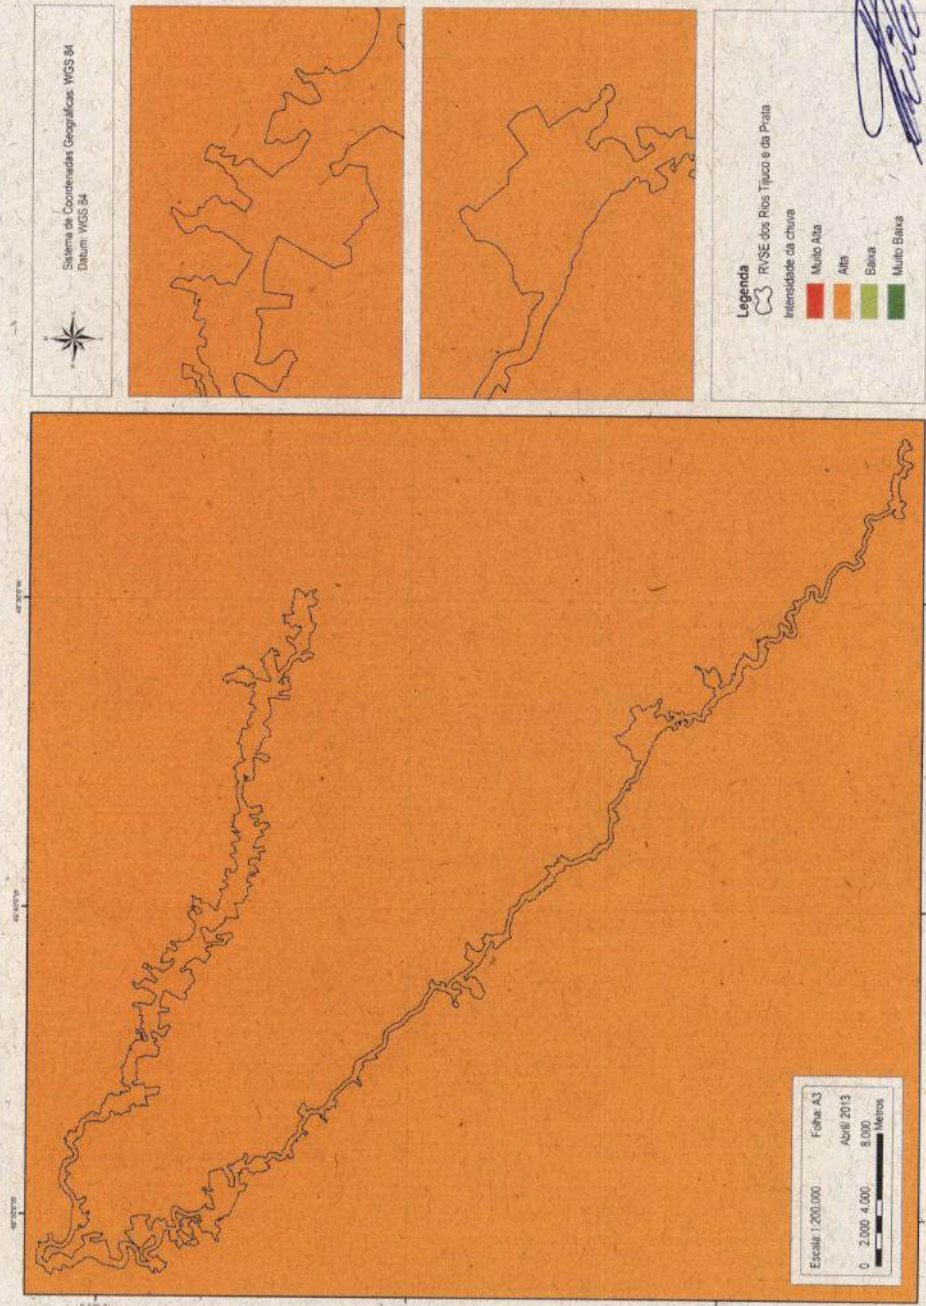 Sistema de Coordenadas Geográficas: WGS 84
Datum: WGS 84
Legenda
RVSE dos Rios Tijuco e da Prata
Intensidade da chuva
Muito Alta
Alta
Baixa
Muito Baixa
Escala: 1:200.000 Folha: A3
Abril/ 2013
0 2.000 4.000 8.000
Metros